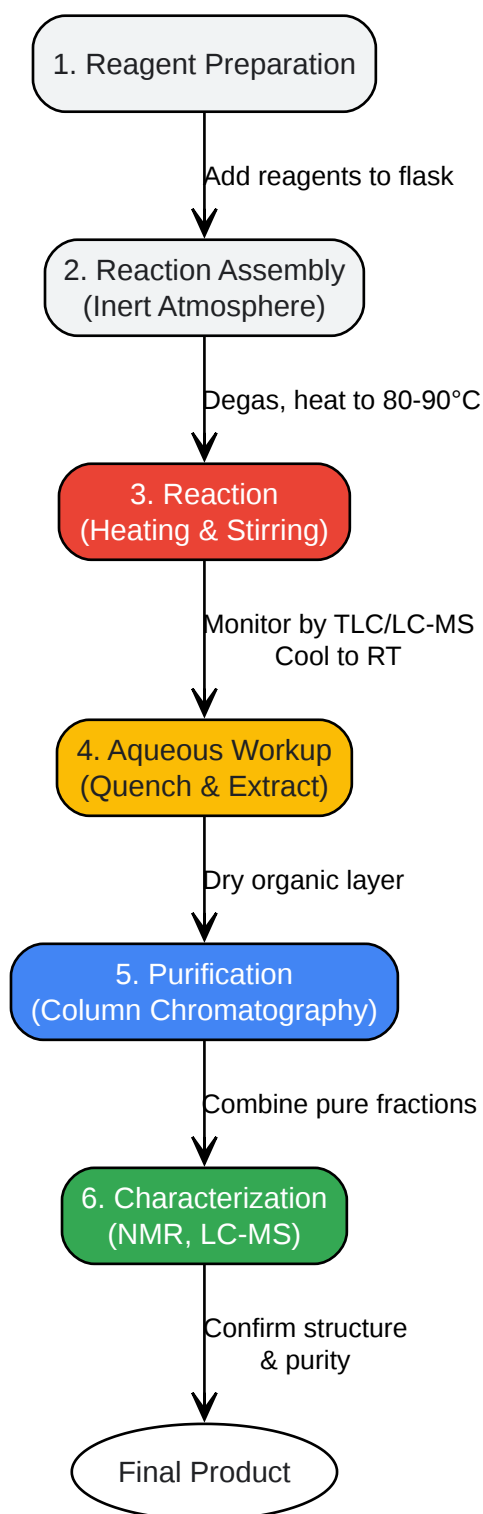 1. Reagent Preparation
Add reagents to flask
2. Reaction Assembly
(Inert Atmosphere)
Degas, heat to 80-90°C
3. Reaction
(Heating & Stirring)
Monitor by TLC/LC-MS
Cool to RT
4. Aqueous Workup
(Quench & Extract)
Dry organic layer
5. Purification
(Column Chromatography)
Combine pure fractions
6. Characterization
(NMR, LC-MS)
Confirm structure
& purity
Final Product